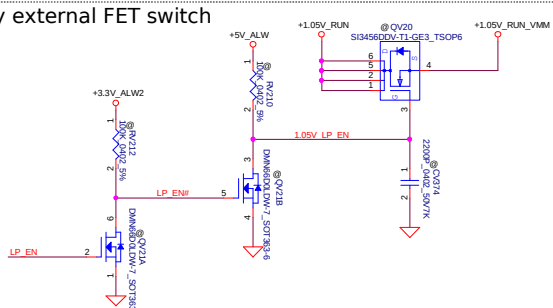 y external FET switch
+5V_ALW
+1.05V_RUN
@ QV20
SI3456DDV-T1-GE3_TSOP6
+1.05V_RUN_VMM
6
5
2
1
D
S
G
4
3
1
@
RV210
100K_0402_5%
2
+3.3V_ALW2
1
@
RV212
100K_0402_5%
2
1.05V_LP_EN
3
5
4
@QV21B
DMN66D0LDW-7_SOT363-6
1
@CV374
2200P_0402_50V7K
2
LP_EN#
6
2
1
@QV21A
DMN66D0LDW-7_SOT363
LP_EN